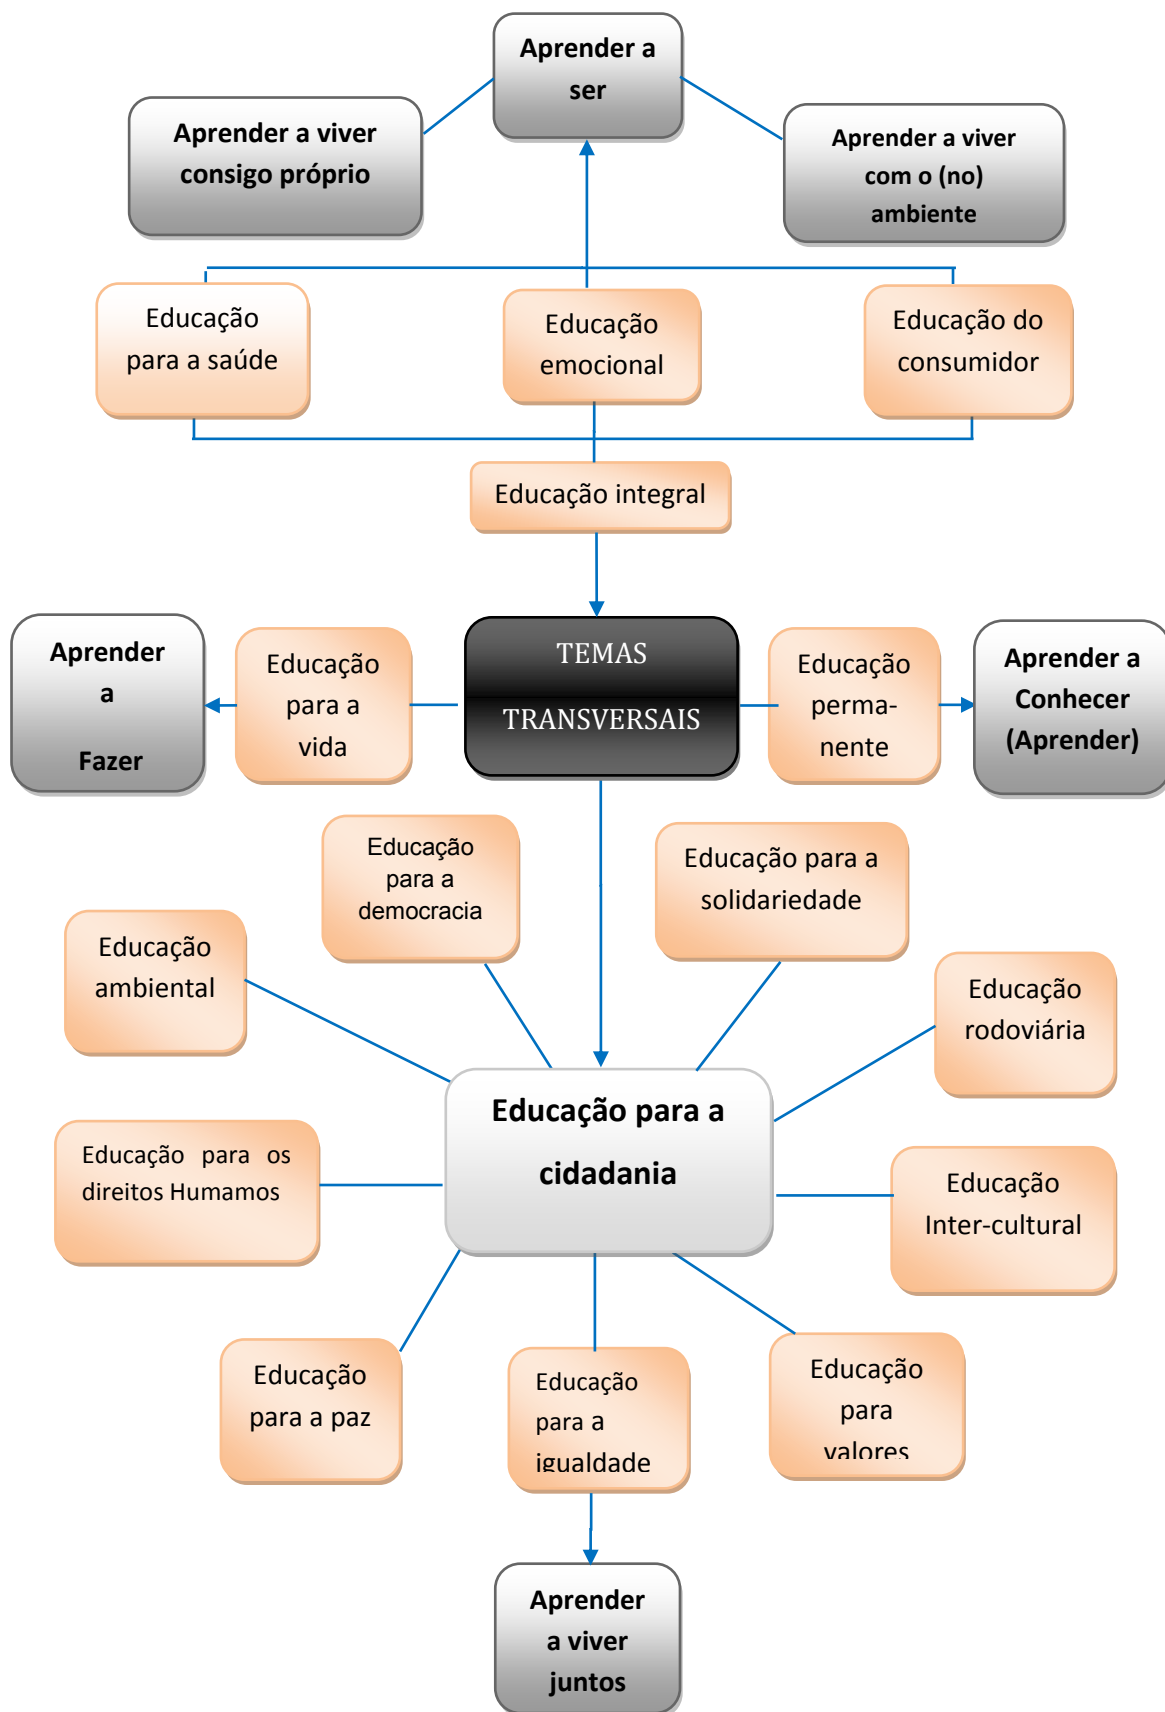 Aprender a
ser
Aprender a viver
consigo próprio
Aprender a viver
com o (no)
ambiente
Educação
para a saúde
Educação
emocional
Educação do
consumidor
Educação integral
Aprender
a
Fazer
Educação
para a
vida
TEMAS
TRANSVERSAIS
Educação
perma-
nente
Aprender a
Conhecer
(Aprender)
Educação
para a
democracia
Educação para a
solidariedade
Educação
ambiental
Educação
rodoviária
Educação para a
cidadania
Educação para os
direitos Humamos
Educação
Inter-cultural
Educação
para a paz
Educação
para a
igualdade
Educação
para
valores
Aprender
a viver
juntos